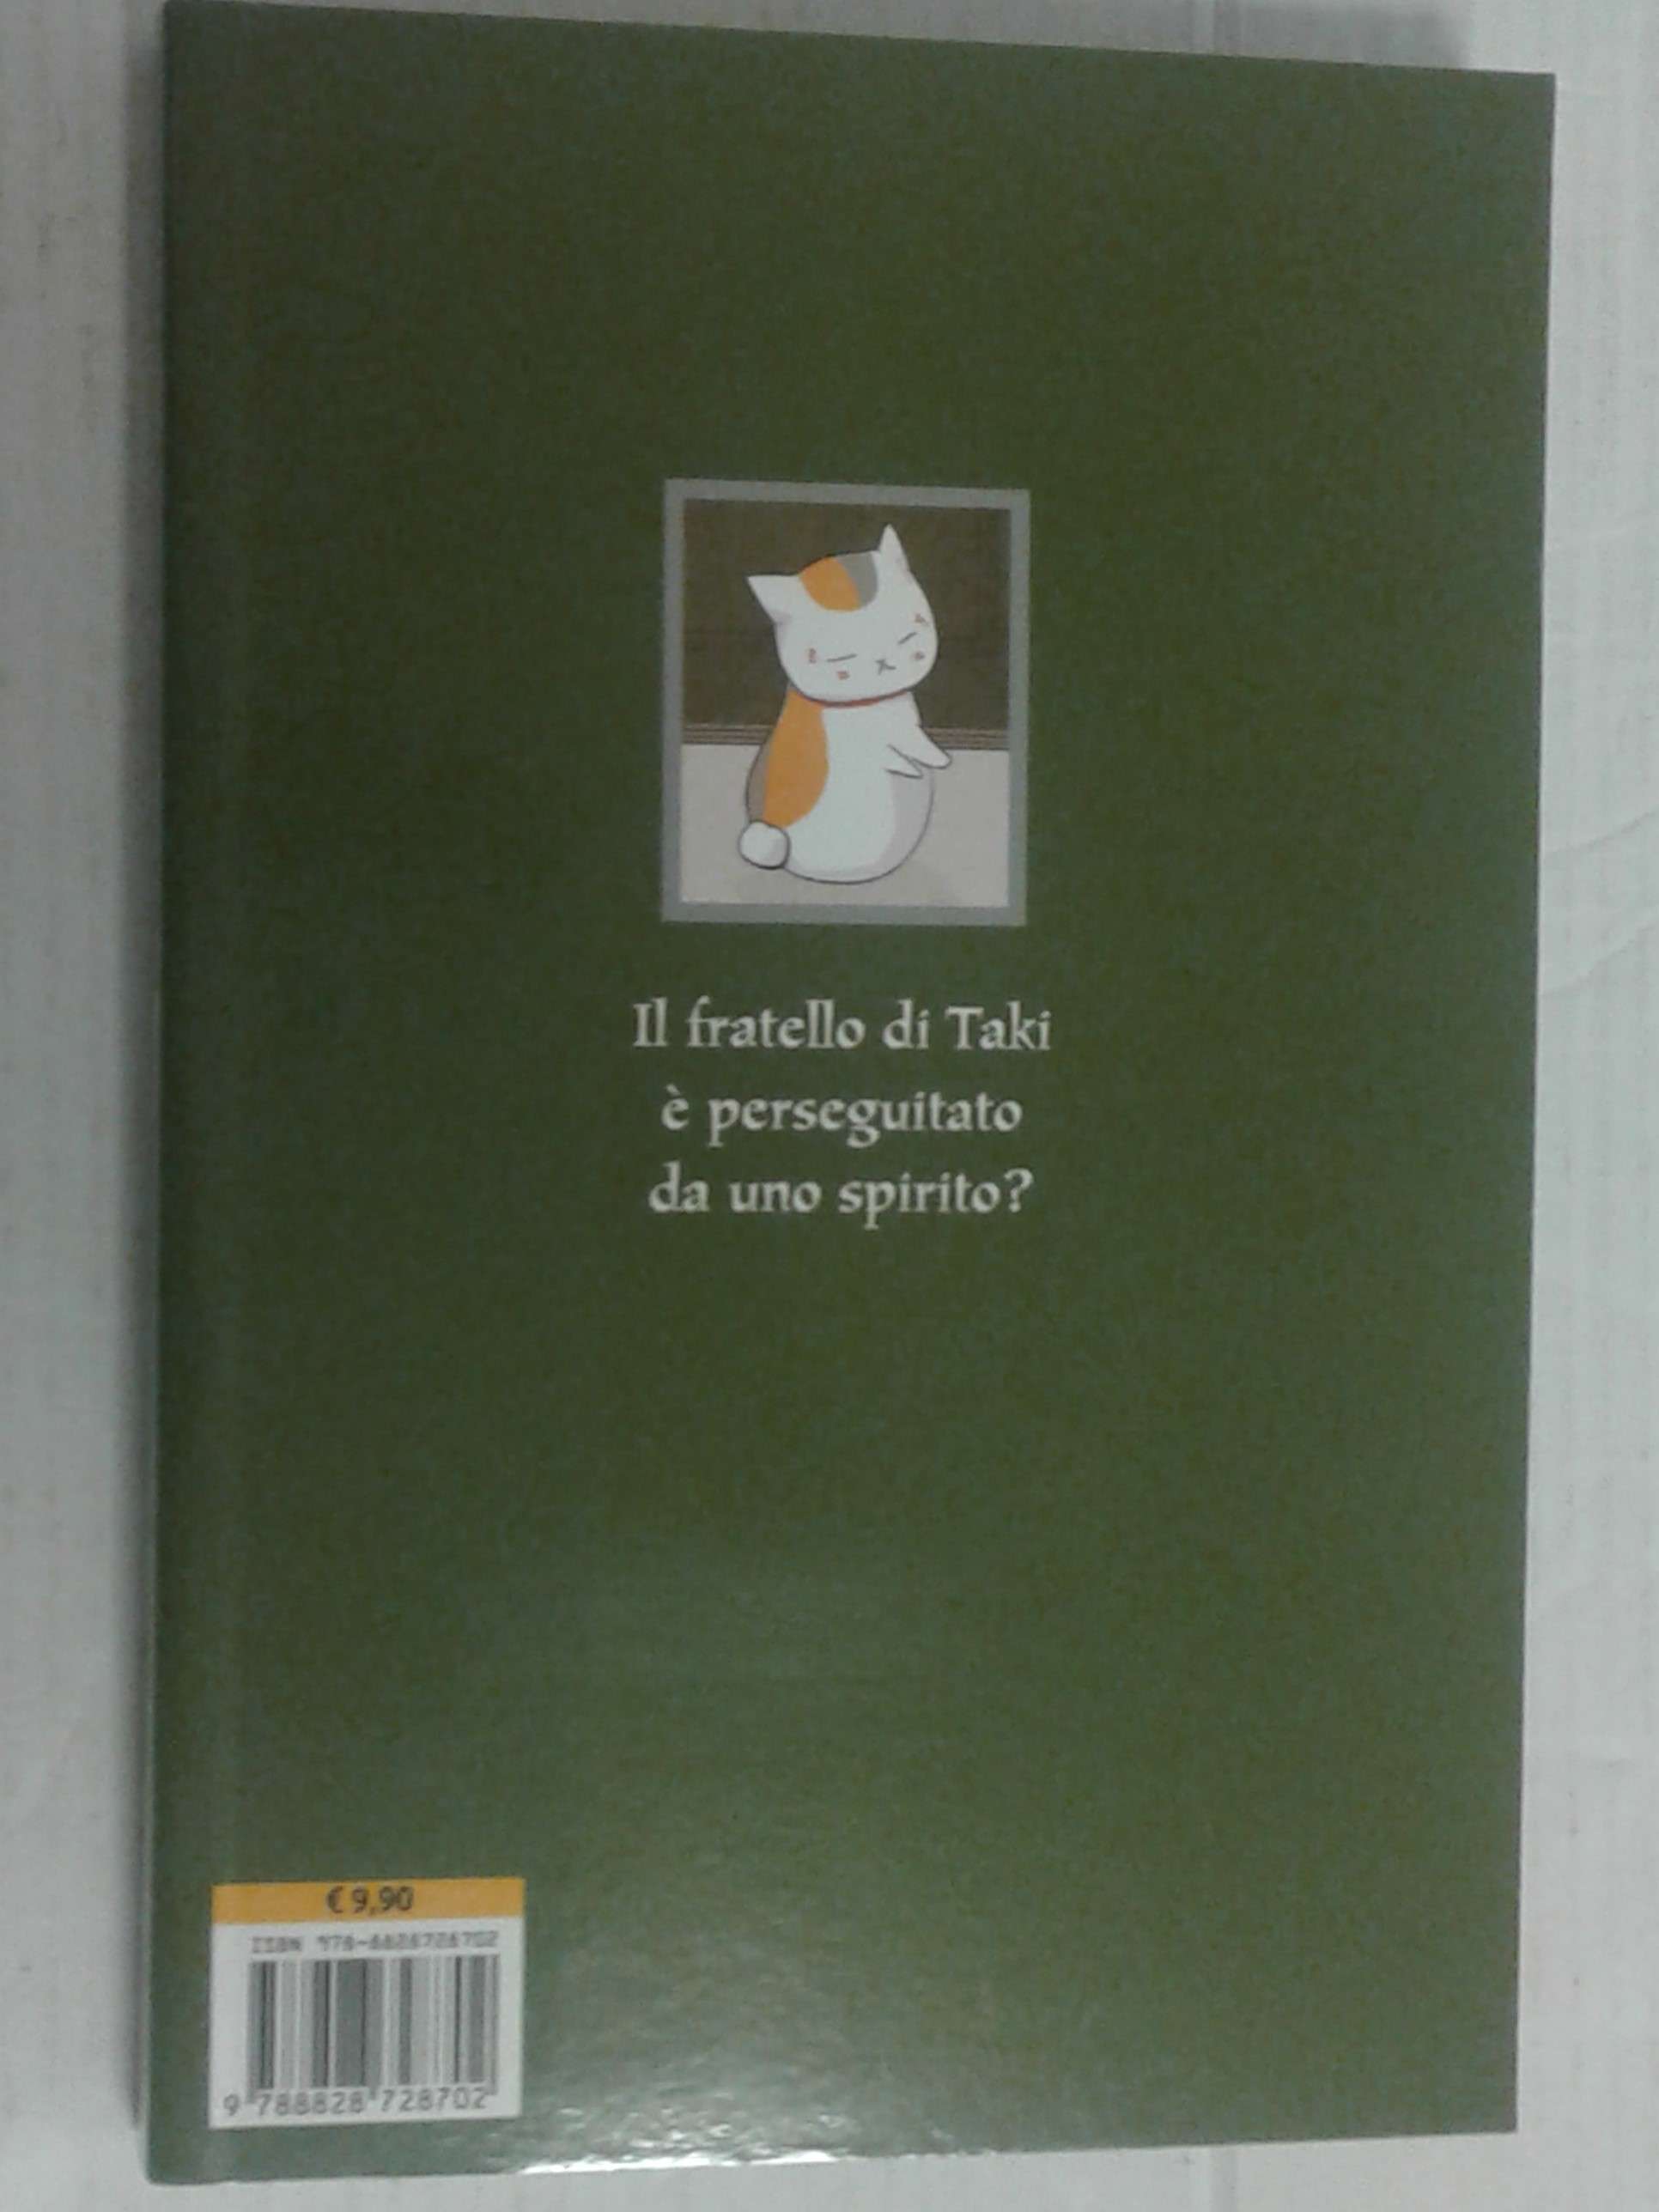 Il fratello di Taki
è perseguitato
da uno spirito?
€ 9,90
ISBN 978-8828728702
9 788828 728702